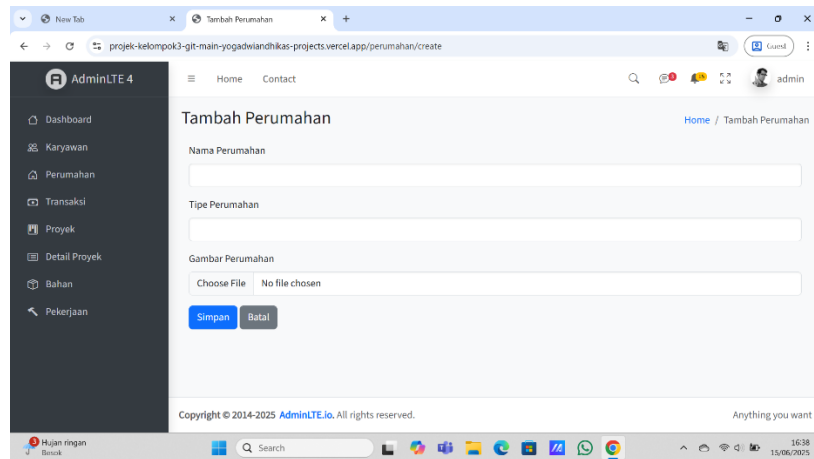 New Tab
Tambah Perumahan
projek-kelompok3-git-main-yogadwiandhikas-projects.vercel.app/perumahan/create
Guest
AdminLTE 4
Home
Contact
3
15
admin
Dashboard
Karyawan
Perumahan
Transaksi
Proyek
Detail Proyek
Bahan
Pekerjaan
Tambah Perumahan
Home / Tambah Perumahan
Nama Perumahan
Tipe Perumahan
Gambar Perumahan
Choose File No file chosen
Simpan
Batal
Copyright © 2014-2025 AdminLTE.io. All rights reserved.
Anything you want
3
Hujan ringan
Besok
Search
16:38
15/06/2025